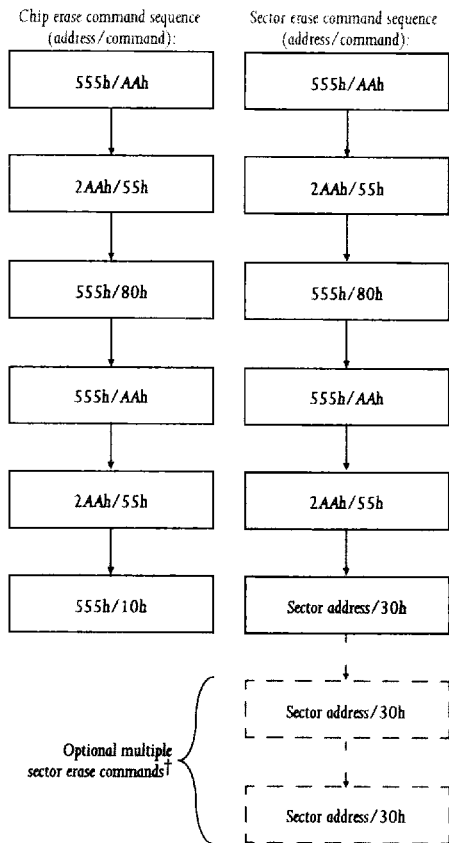 Chip erase command sequence
(address/command):
555h/AAh
2AAh/55h
555h/80h
555h/AAh
2AAh/55h
555h/10h
Sector erase command sequence
(address/command):
555h/AAh
2AAh/55h
555h/80h
555h/AAh
2AAh/55h
Sector address/30h
Optional multiple
sector erase commands†
Sector address/30h
Sector address/30h